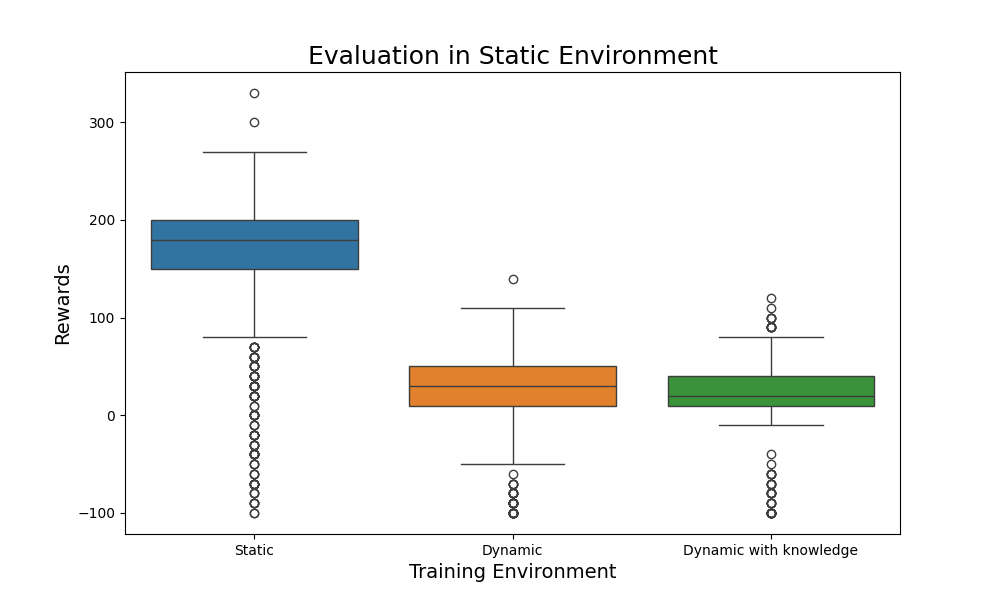 Evaluation in Static Environment
300
200
100
0
−100
Rewards
Static
Dynamic
Dynamic with knowledge
Training Environment